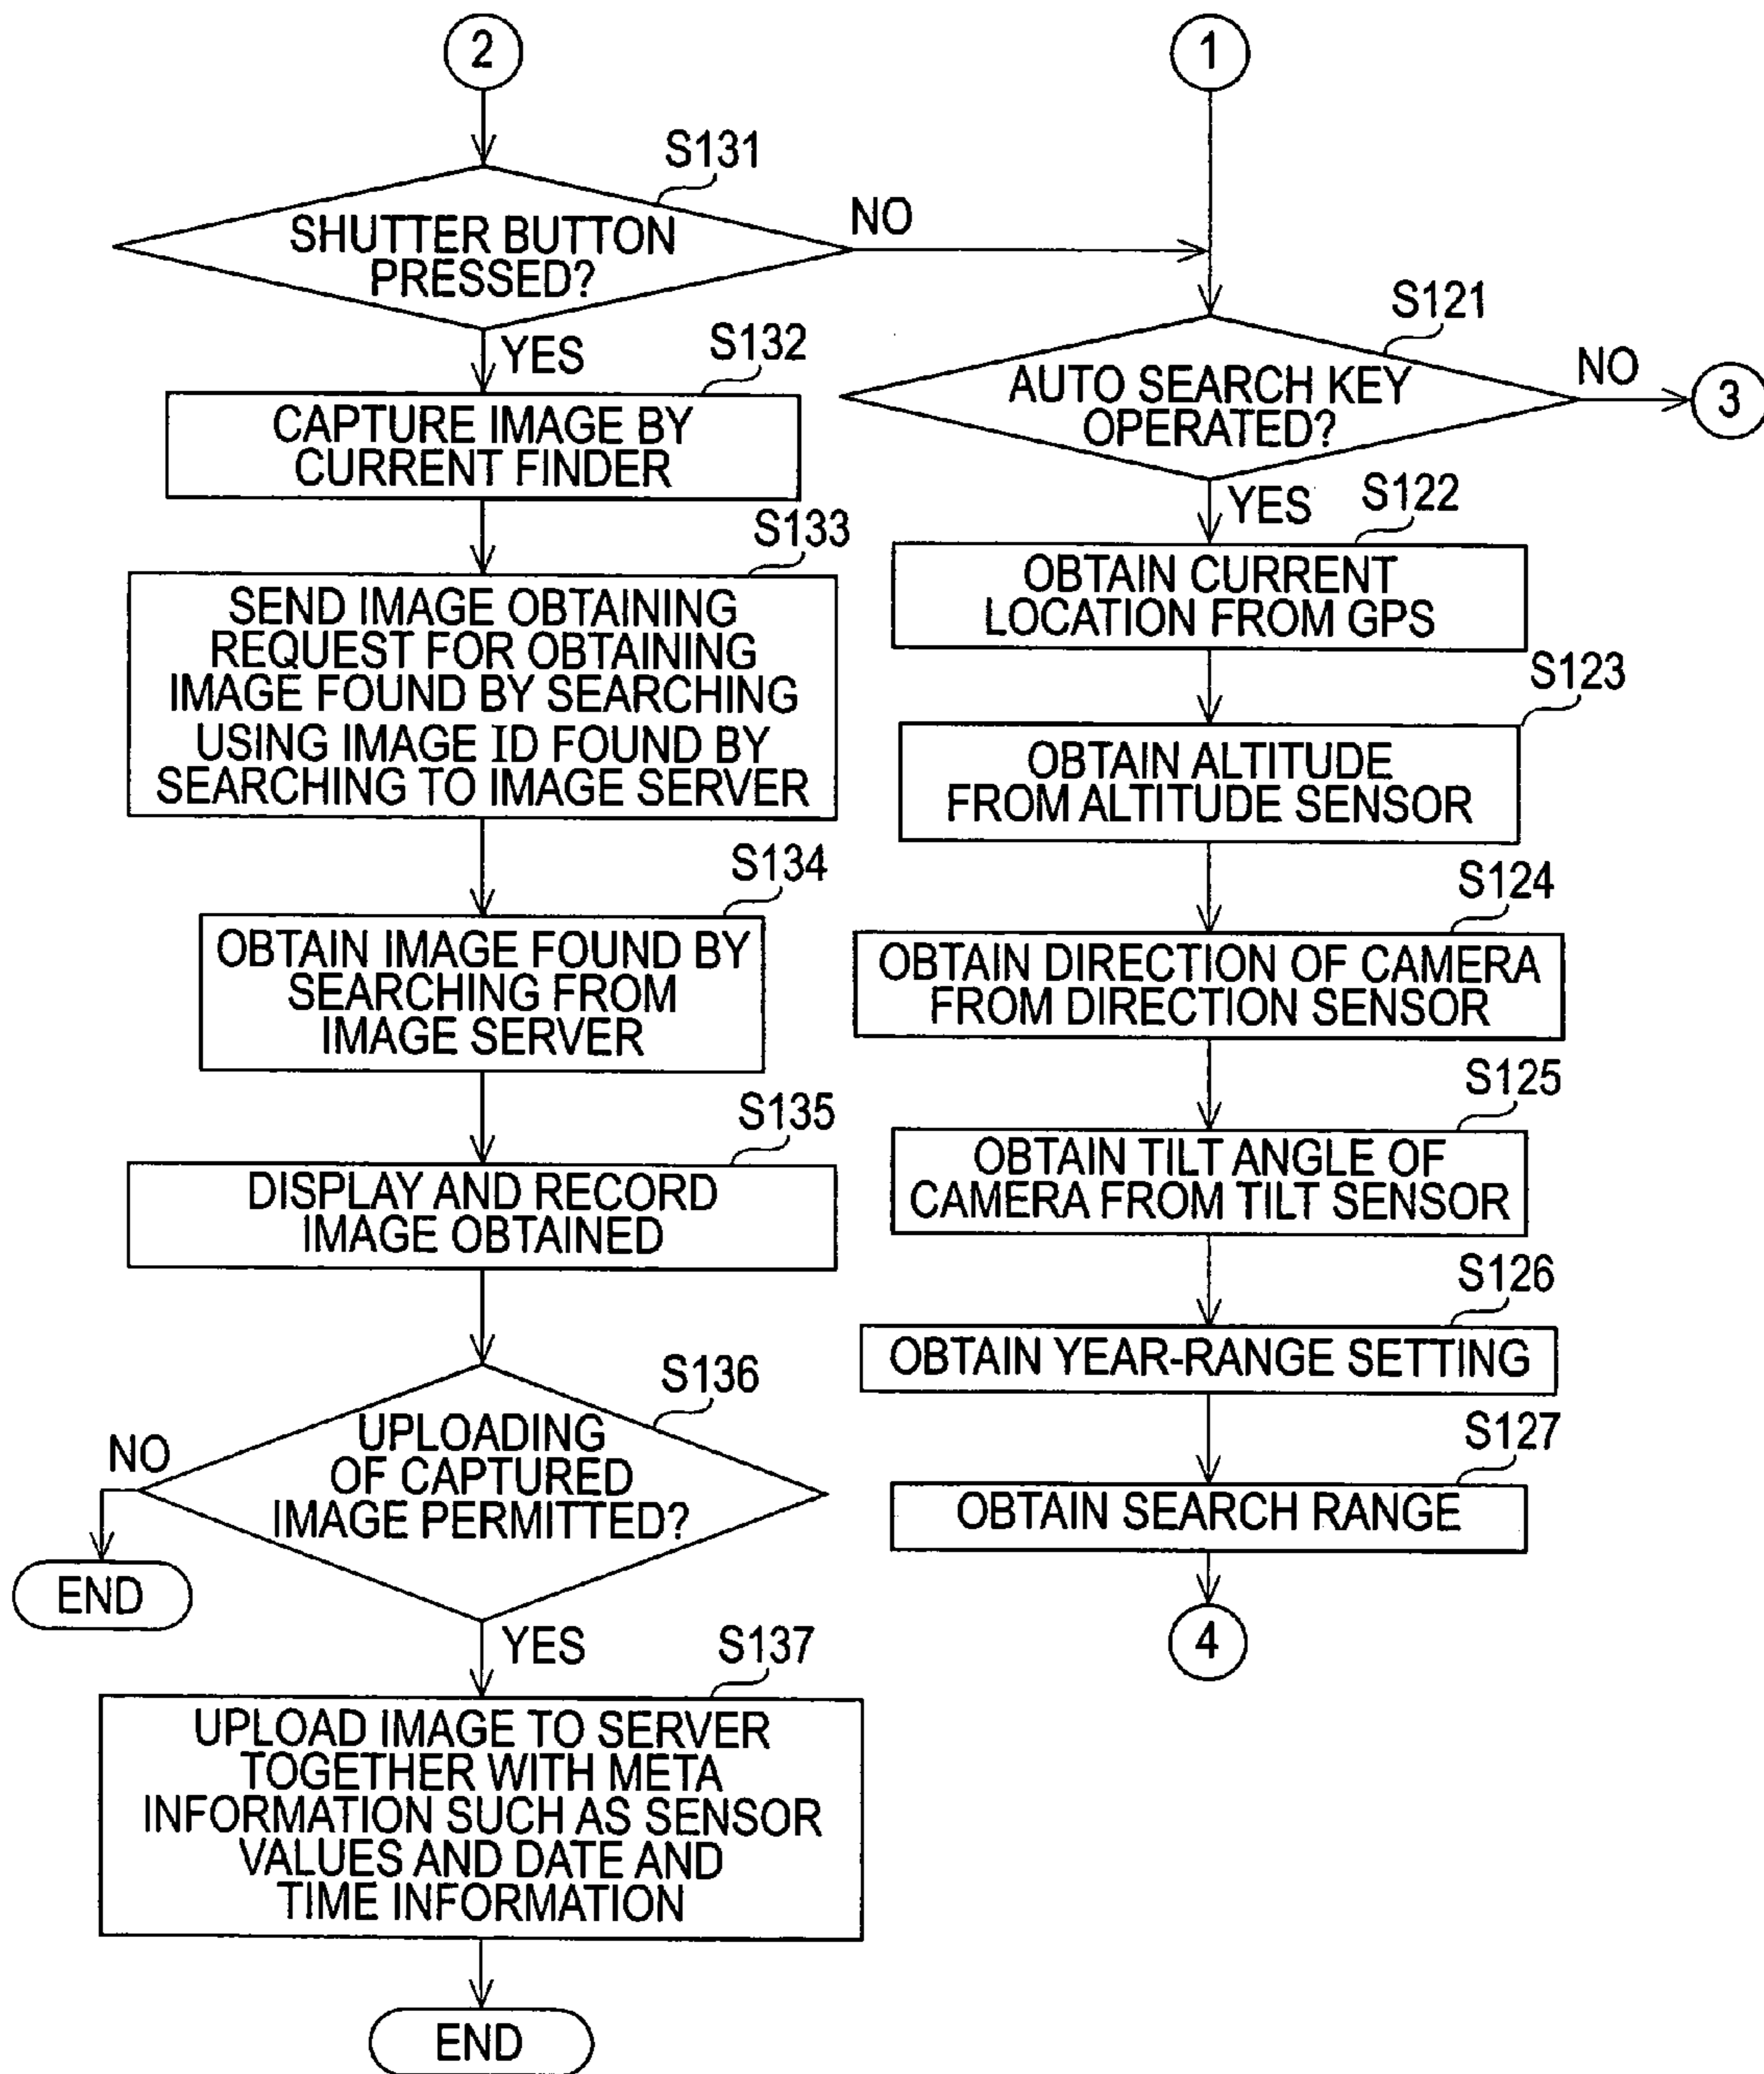 2
S131
SHUTTER BUTTON
PRESSED?
NO
YES
S132
CAPTURE IMAGE BY
CURRENT FINDER
S133
SEND IMAGE OBTAINING
REQUEST FOR OBTAINING
IMAGE FOUND BY SEARCHING
USING IMAGE ID FOUND BY
SEARCHING TO IMAGE SERVER
S134
OBTAIN IMAGE FOUND BY
SEARCHING FROM
IMAGE SERVER
S135
DISPLAY AND RECORD
IMAGE OBTAINED
S136
UPLOADING
OF CAPTURED
IMAGE PERMITTED?
NO
END
YES
S137
UPLOAD IMAGE TO SERVER
TOGETHER WITH META
INFORMATION SUCH AS SENSOR
VALUES AND DATE AND
TIME INFORMATION
END
1
S121
AUTO SEARCH KEY
OPERATED?
NO
3
YES
S122
OBTAIN CURRENT
LOCATION FROM GPS
S123
OBTAIN ALTITUDE
FROM ALTITUDE SENSOR
S124
OBTAIN DIRECTION OF CAMERA
FROM DIRECTION SENSOR
S125
OBTAIN TILT ANGLE OF
CAMERA FROM TILT SENSOR
S126
OBTAIN YEAR-RANGE SETTING
S127
OBTAIN SEARCH RANGE
4